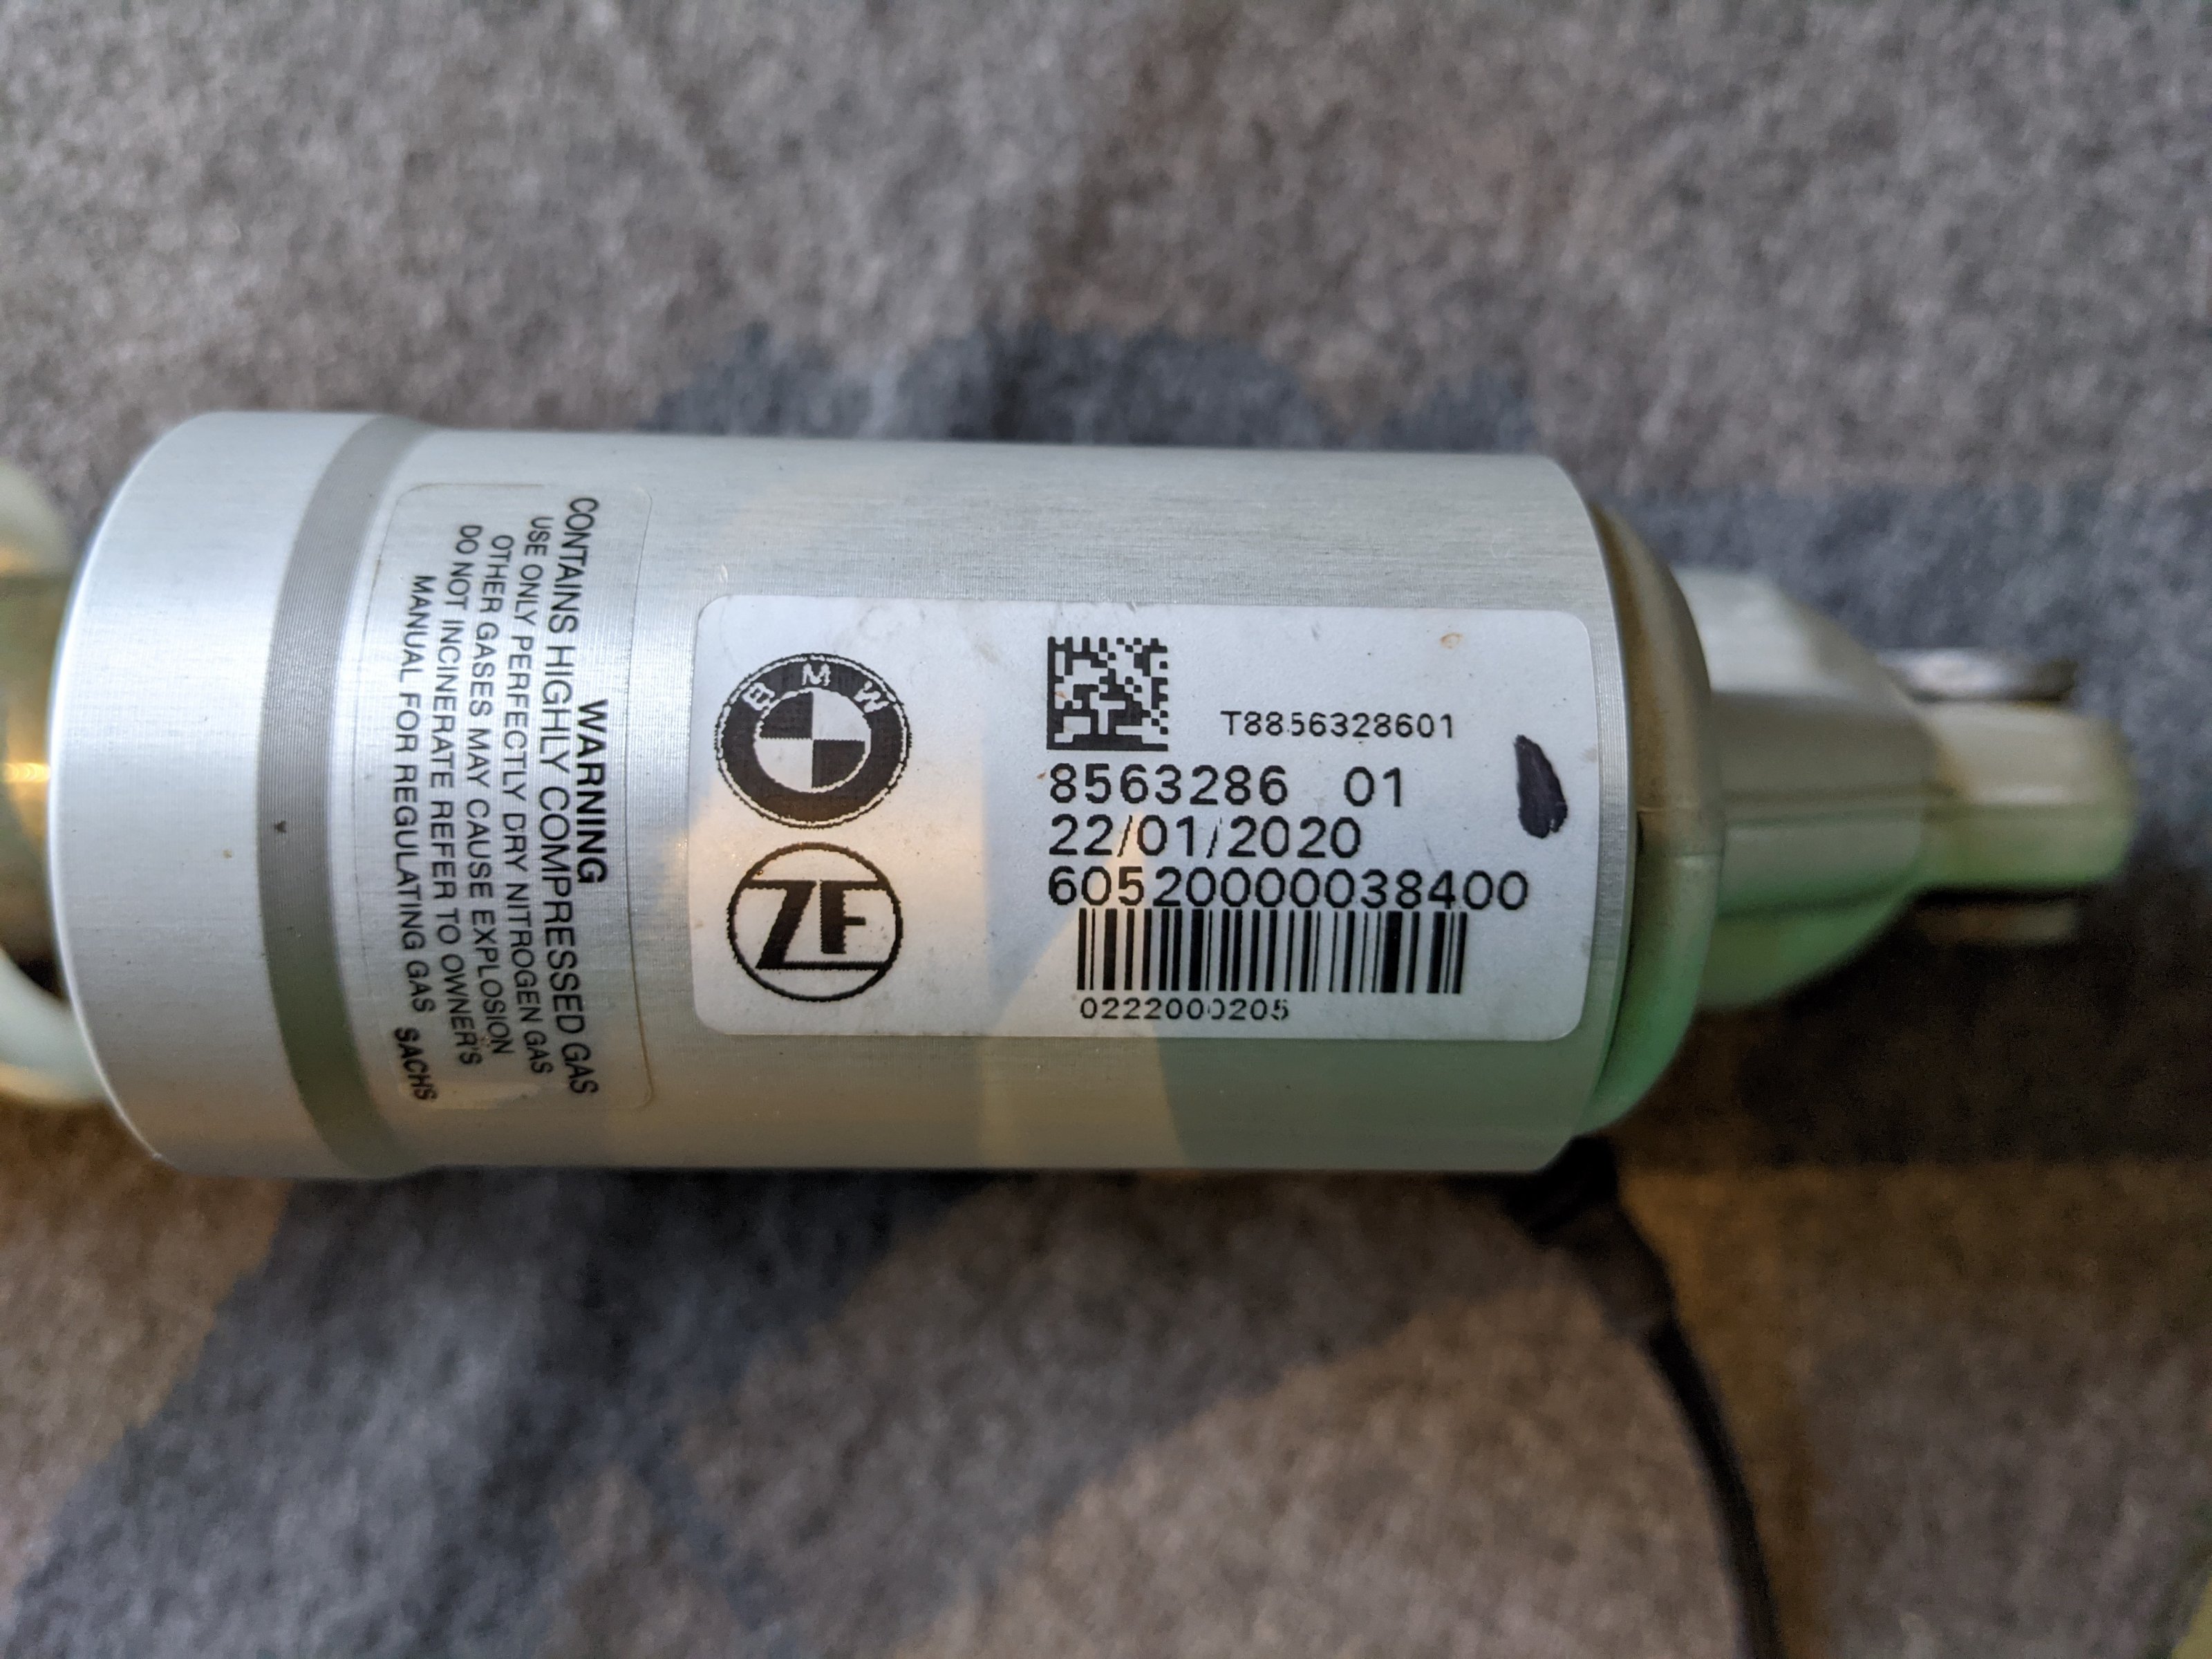 WARNING
CONTAINS HIGHLY COMPRESSED GAS
USE ONLY PERFECTLY DRY NITROGEN GAS
OTHER GASES MAY CAUSE EXPLOSION
DO NOT INCINERATE REFER TO OWNER'S
MANUAL FOR REGULATING GAS SACHS
BMW
ZF
T8856328601
8563286 01
22/01/2020
60520000038400
0222000205